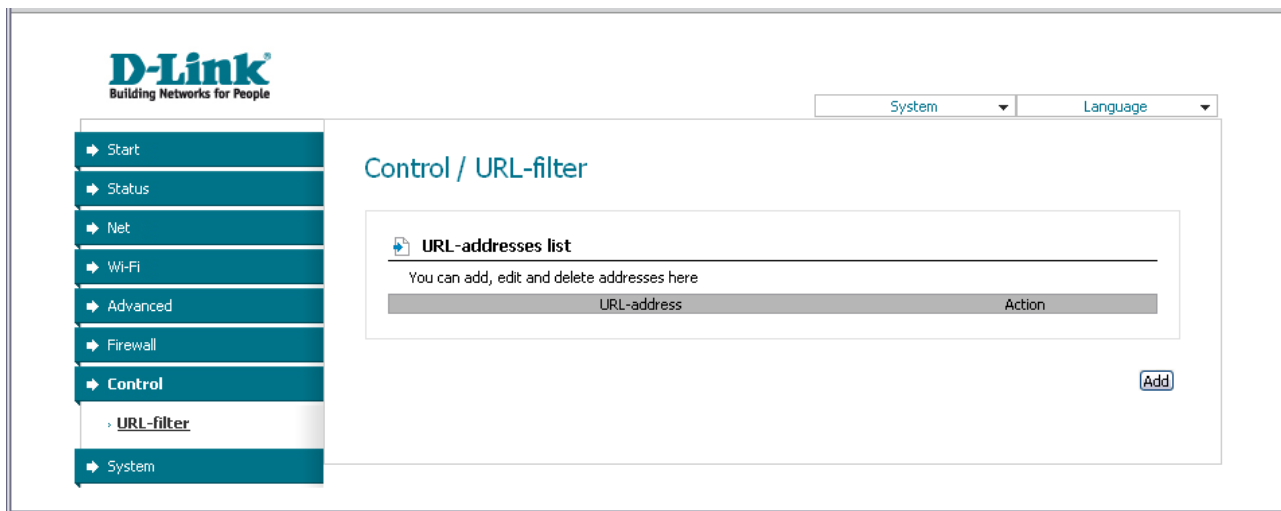 D-Link
Building Networks for People
System Language
Start
Status
Net
Wi-Fi
Advanced
Firewall
Control
URL-filter
System
Control / URL-filter
URL-addresses list
You can add, edit and delete addresses here
URL-address Action
Add